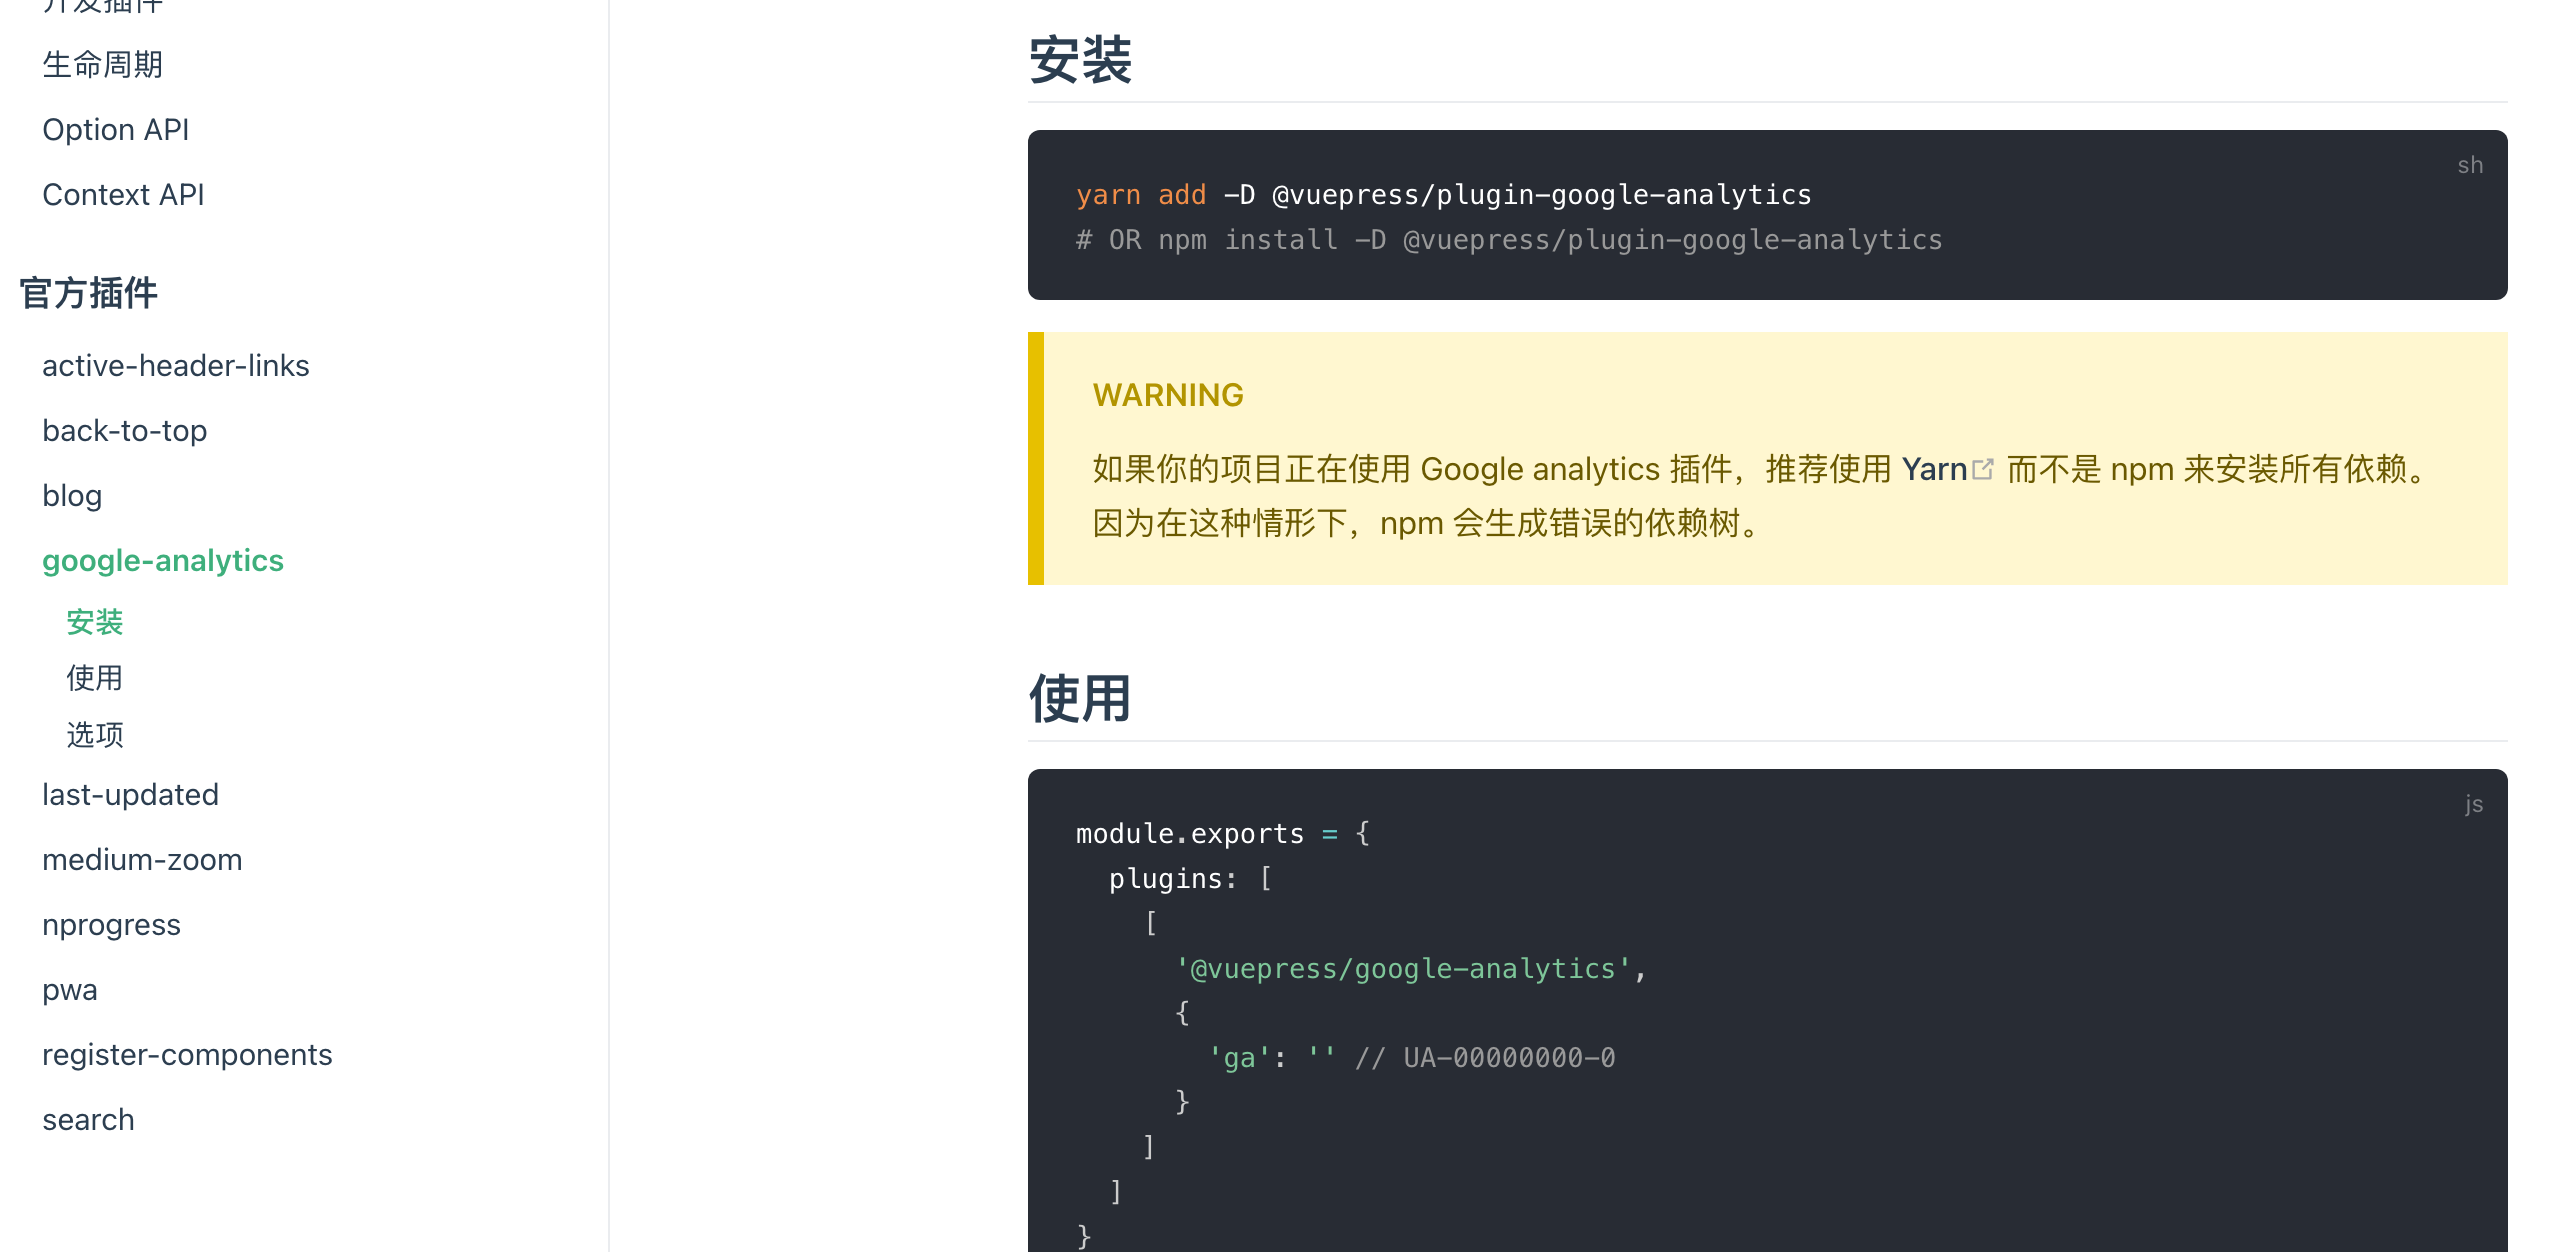 开发插件
生命周期
Option API
Context API
官方插件
active-header-links
back-to-top
blog
google-analytics
安装
使用
选项
last-updated
medium-zoom
nprogress
pwa
register-components
search
安装
sh
yarn add -D @vuepress/plugin-google-analytics
# OR npm install -D @vuepress/plugin-google-analytics
WARNING
如果你的项目正在使用 Google analytics 插件，推荐使用 Yarn 而不是 npm 来安装所有依赖。
因为在这种情形下，npm 会生成错误的依赖树。
使用
js
module.exports = {
  plugins: [
    [
      '@vuepress/google-analytics',
      {
        'ga': '' // UA-00000000-0
      }
    ]
  ]
}